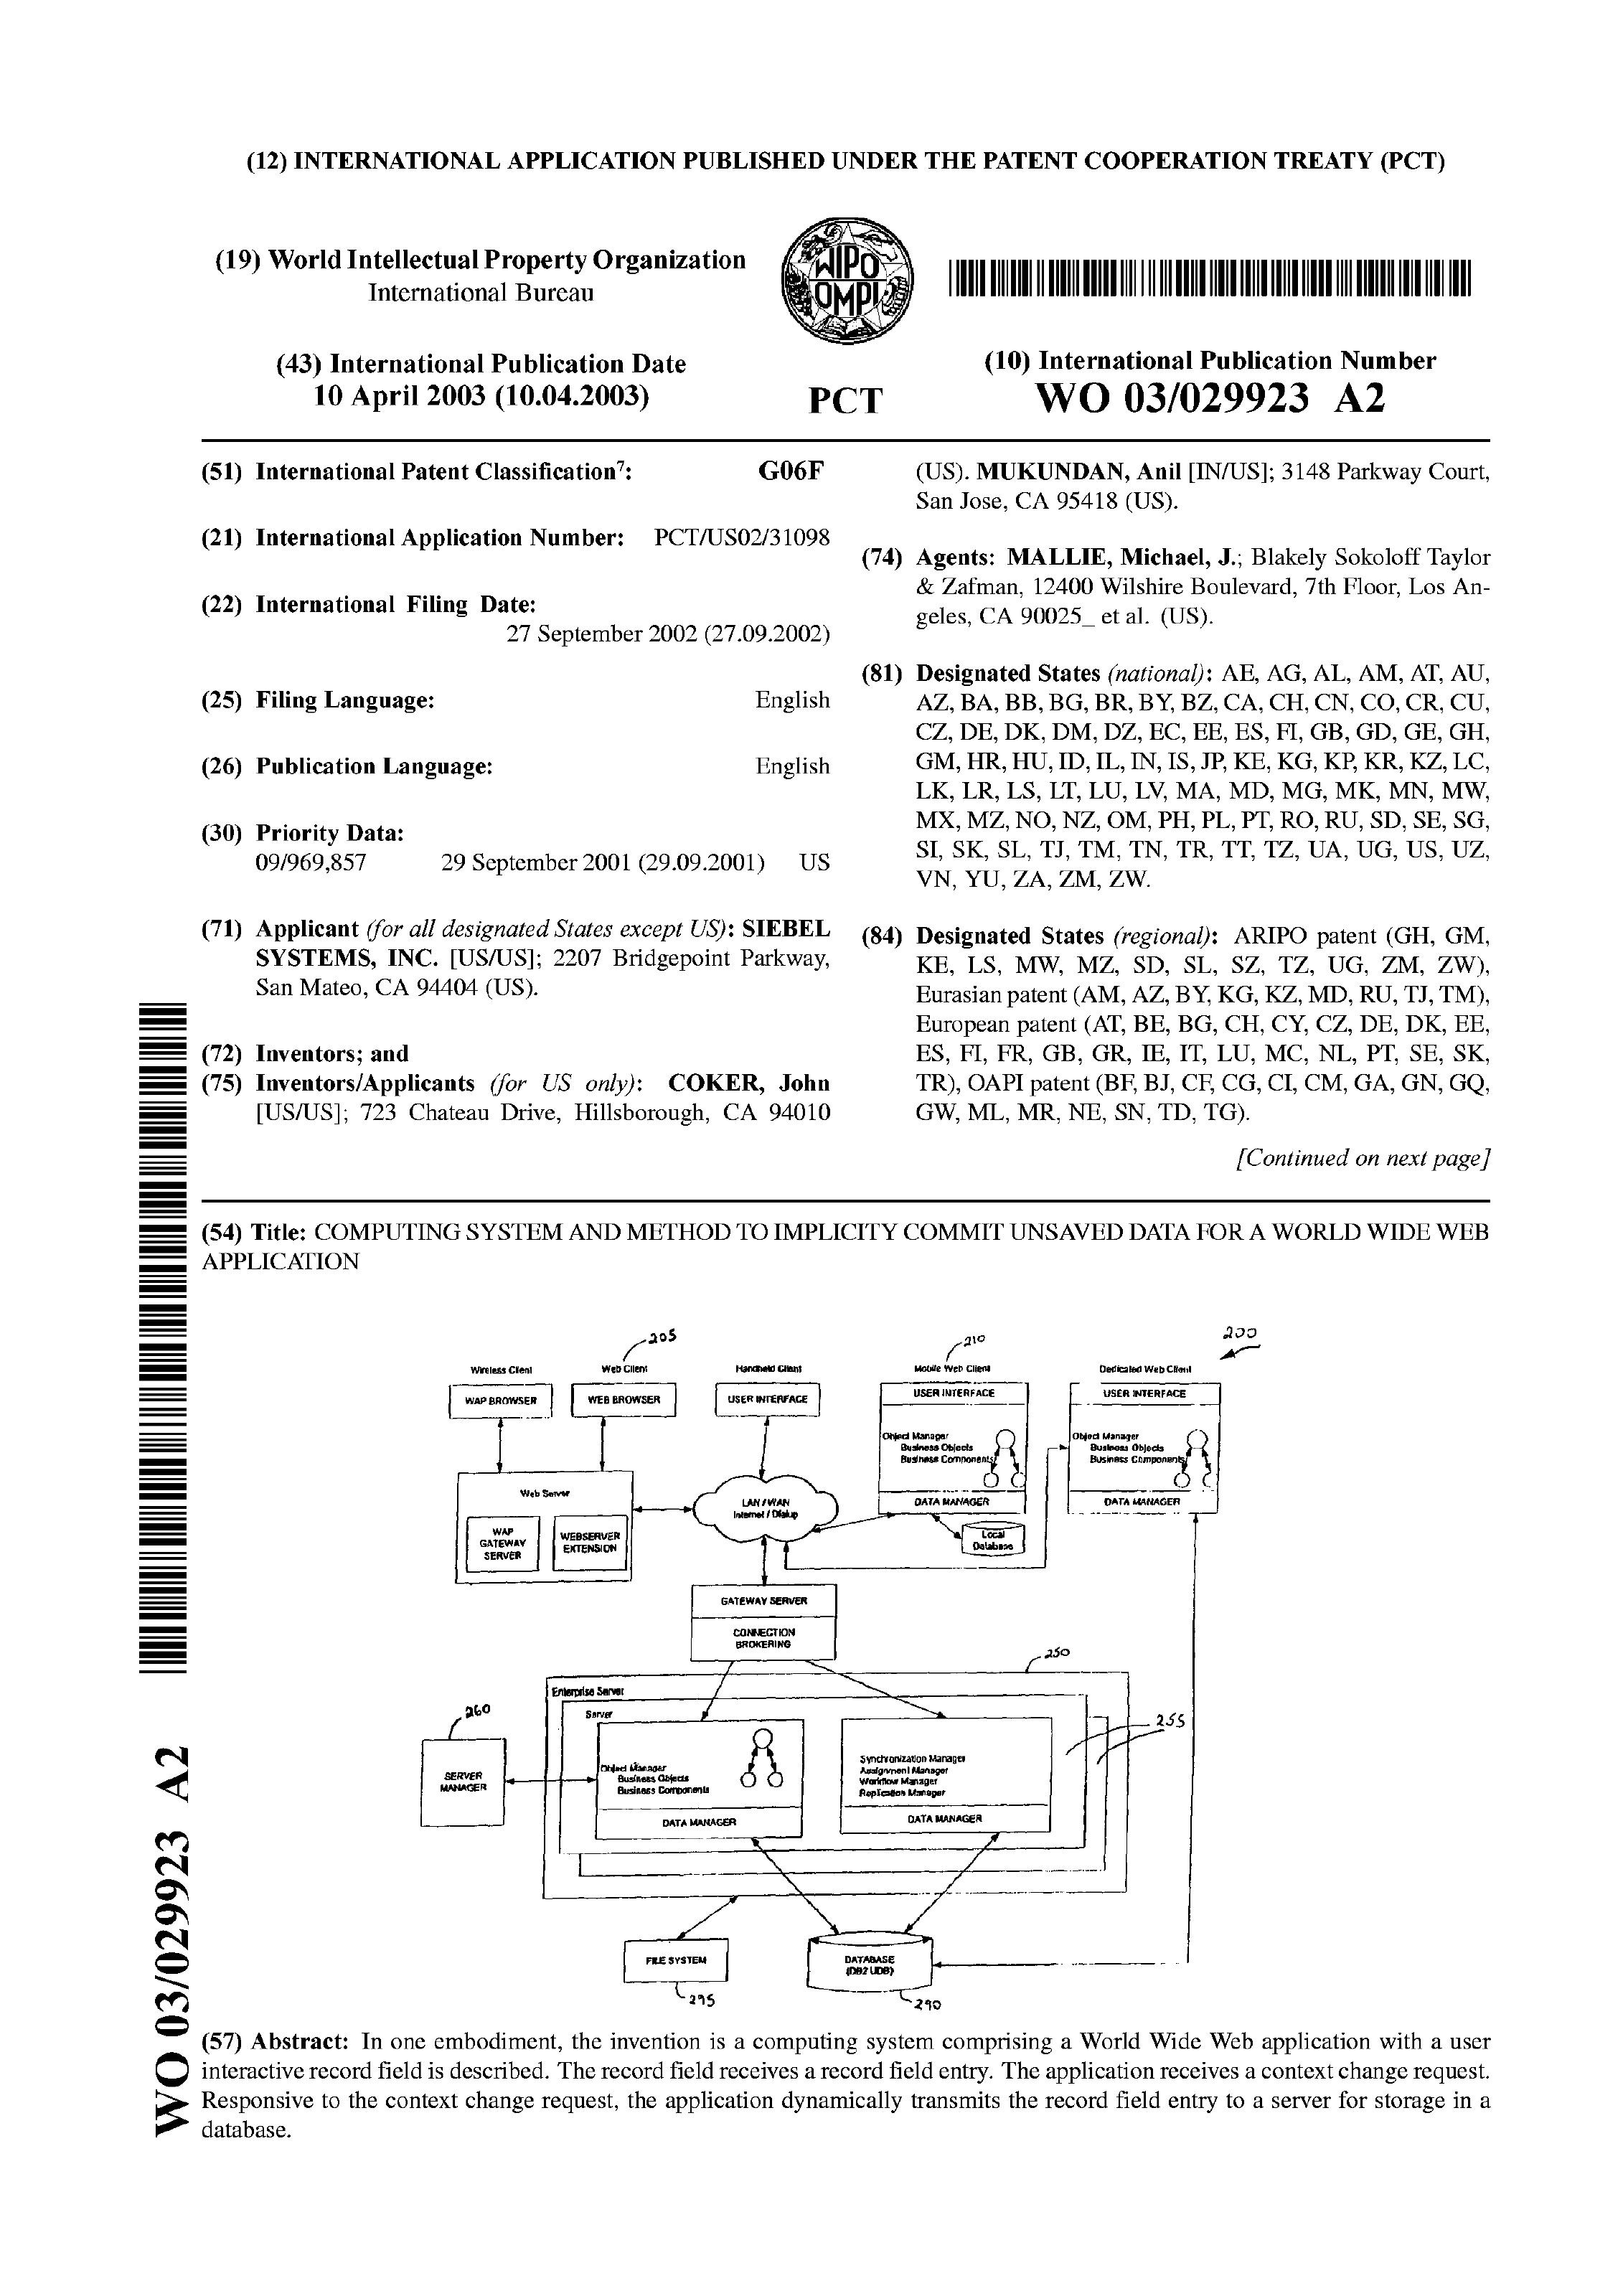 (12) INTERNATIONAL APPLICATION PUBLISHED UNDER THE PATENT COOPERATION TREATY (PCT)
(19) World Intellectual Property Organization
International Bureau
WIPO
OMPI
(43) International Publication Date
10 April 2003 (10.04.2003)
PCT
(10) International Publication Number
WO 03/029923 A2
(51) International Patent Classification7: G06F
(21) International Application Number: PCT/US02/31098
(22) International Filing Date:
27 September 2002 (27.09.2002)
(25) Filing Language: English
(26) Publication Language: English
(30) Priority Data:
09/969,857 29 September 2001 (29.09.2001) US
(71) Applicant (for all designated States except US): SIEBEL
SYSTEMS, INC. [US/US]; 2207 Bridgepoint Parkway,
San Mateo, CA 94404 (US).
(72) Inventors; and
(75) Inventors/Applicants (for US only): COKER, John
[US/US]; 723 Chateau Drive, Hillsborough, CA 94010
(US). MUKUNDAN, Anil [IN/US]; 3148 Parkway Court,
San Jose, CA 95418 (US).
(74) Agents: MALLIE, Michael, J.; Blakely Sokoloff Taylor
& Zafman, 12400 Wilshire Boulevard, 7th Floor, Los An-
geles, CA 90025_ et al. (US).
(81) Designated States (national): AE, AG, AL, AM, AT, AU,
AZ, BA, BB, BG, BR, BY, BZ, CA, CH, CN, CO, CR, CU,
CZ, DE, DK, DM, DZ, EC, EE, ES, FI, GB, GD, GE, GH,
GM, HR, HU, ID, IL, IN, IS, JP, KE, KG, KP, KR, KZ, LC,
LK, LR, LS, LT, LU, LV, MA, MD, MG, MK, MN, MW,
MX, MZ, NO, NZ, OM, PH, PL, PT, RO, RU, SD, SE, SG,
SI, SK, SL, TJ, TM, TN, TR, TT, TZ, UA, UG, US, UZ,
VN, YU, ZA, ZM, ZW.
(84) Designated States (regional): ARIPO patent (GH, GM,
KE, LS, MW, MZ, SD, SL, SZ, TZ, UG, ZM, ZW),
Eurasian patent (AM, AZ, BY, KG, KZ, MD, RU, TJ, TM),
European patent (AT, BE, BG, CH, CY, CZ, DE, DK, EE,
ES, FI, FR, GB, GR, IE, IT, LU, MC, NL, PT, SE, SK,
TR), OAPI patent (BF, BJ, CF, CG, CI, CM, GA, GN, GQ,
GW, ML, MR, NE, SN, TD, TG).
[Continued on next page]
(54) Title: COMPUTING SYSTEM AND METHOD TO IMPLICITY COMMIT UNSAVED DATA FOR A WORLD WIDE WEB
APPLICATION
205
210
200
Wireless Client
Web Client
Handheld Client
Mobile Web Client
Dedicated Web Client
WAP BROWSER
WEB BROWSER
USER INTERFACE
USER INTERFACE
USER INTERFACE
Object Manager
Business Objects
Business Components
DATA MANAGER
Object Manager
Business Objects
Business Components
DATA MANAGER
Web Server
WAP
GATEWAY
SERVER
WEBSERVER
EXTENSION
LAN / WAN
Internet / Dialup
Local
Database
GATEWAY SERVER
CONNECTION
BROKERING
250
Enterprise Server
Server
255
260
SERVER
MANAGER
Object Manager
Business Objects
Business Components
DATA MANAGER
Synchronization Manager
Assignment Manager
Workflow Manager
Replication Manager
DATA MANAGER
FILE SYSTEM
295
DATABASE
(DB2 UDB)
290
(57) Abstract: In one embodiment, the invention is a computing system comprising a World Wide Web application with a user
interactive record field is described. The record field receives a record field entry. The application receives a context change request.
Responsive to the context change request, the application dynamically transmits the record field entry to a server for storage in a
database.
WO 03/029923 A2